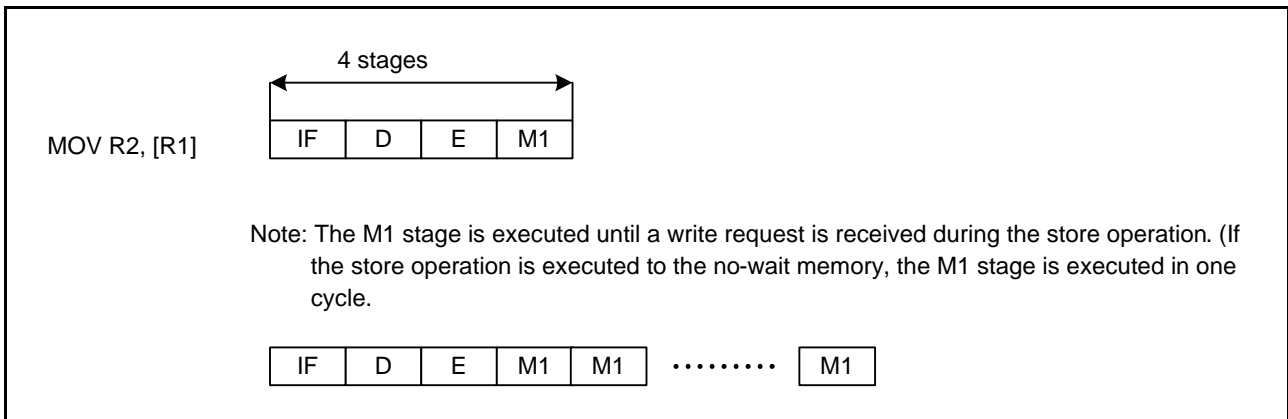 4 stages
MOV R2, [R1]
IF D E M1
Note: The M1 stage is executed until a write request is received during the store operation. (If
the store operation is executed to the no-wait memory, the M1 stage is executed in one
cycle.
IF D E M1 M1 ········· M1